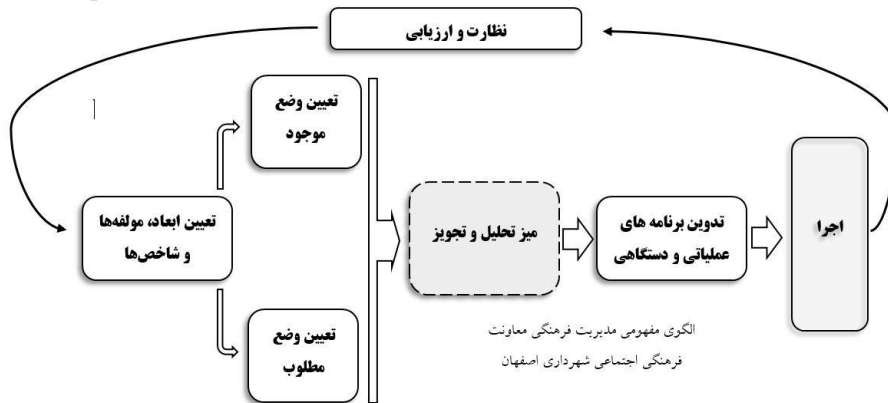 نظارت و ارزیابی
تعیین وضع
موجود
تعیین ابعاد، مولفه‌ها
و شاخص‌ها
تعیین وضع
مطلوب
میز تحلیل و تجویز
تدوین برنامه های
عملیاتی و دستگاهی
اجرا
الگوی مفهومی مدیریت فرهنگی معاونت
فرهنگی اجتماعی شهرداری اصفهان